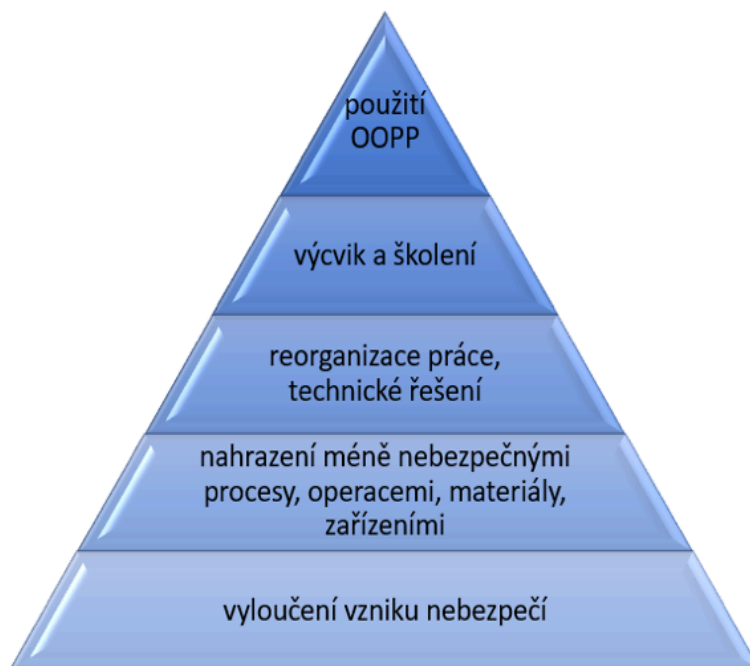 použití
OOPP
výcvik a školení
reorganizace práce,
technické řešení
nahrazení méně nebezpečnými
procesy, operacemi, materiály,
zařízeními
vyloučení vzniku nebezpečí